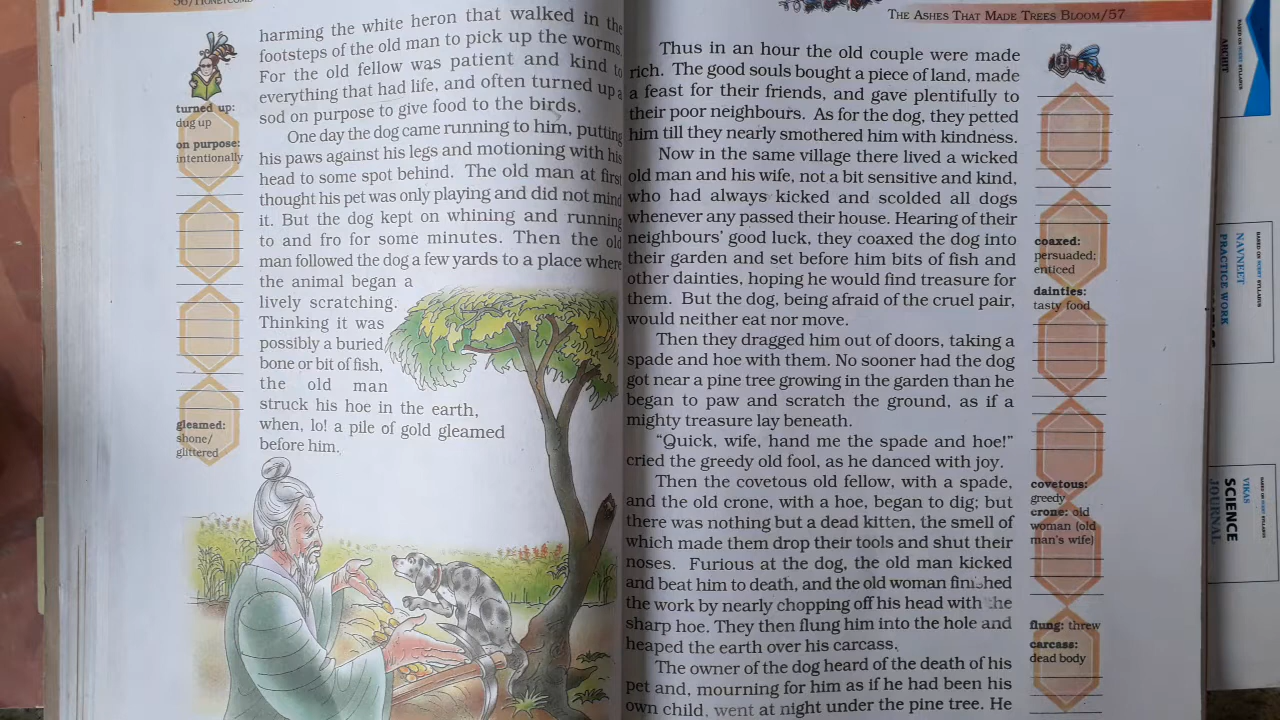 56/HONEYCOMB
harming the white heron that walked in the
footsteps of the old man to pick up the worms.
For the old fellow was patient and kind to
everything that had life, and often turned up a
sod on purpose to give food to the birds.
One day the dog came running to him, putting
his paws against his legs and motioning with his
head to some spot behind. The old man at first
thought his pet was only playing and did not mind
it. But the dog kept on whining and running
to and fro for some minutes. Then the old
man followed the dog a few yards to a place where
the animal began a
lively scratching.
Thinking it was
possibly a buried
bone or bit of fish,
the old man
struck his hoe in the earth,
when, lo! a pile of gold gleamed
before him.
turned up:
dug up
on purpose:
intentionally
gleamed:
shone/
glittered
THE ASHES THAT MADE TREES BLOOM/57
Thus in an hour the old couple were made
rich. The good souls bought a piece of land, made
a feast for their friends, and gave plentifully to
their poor neighbours. As for the dog, they petted
him till they nearly smothered him with kindness.
Now in the same village there lived a wicked
old man and his wife, not a bit sensitive and kind,
who had always kicked and scolded all dogs
whenever any passed their house. Hearing of their
neighbours' good luck, they coaxed the dog into
their garden and set before him bits of fish and
other dainties, hoping he would find treasure for
them. But the dog, being afraid of the cruel pair,
would neither eat nor move.
Then they dragged him out of doors, taking a
spade and hoe with them. No sooner had the dog
got near a pine tree growing in the garden than he
began to paw and scratch the ground, as if a
mighty treasure lay beneath.
"Quick, wife, hand me the spade and hoe!"
cried the greedy old fool, as he danced with joy.
Then the covetous old fellow, with a spade,
and the old crone, with a hoe, began to dig; but
there was nothing but a dead kitten, the smell of
which made them drop their tools and shut their
noses. Furious at the dog, the old man kicked
and beat him to death, and the old woman finished
the work by nearly chopping off his head with the
sharp hoe. They then flung him into the hole and
heaped the earth over his carcass.
The owner of the dog heard of the death of his
pet and, mourning for him as if he had been his
own child, went at night under the pine tree. He
coaxed:
persuaded;
enticed
dainties:
tasty food
covetous:
greedy
crone: old
woman (old
man's wife)
flung: threw
carcass:
dead body
NAVNEET
PRACTICE WORK
VIKAS
SCIENCE
JOURNAL